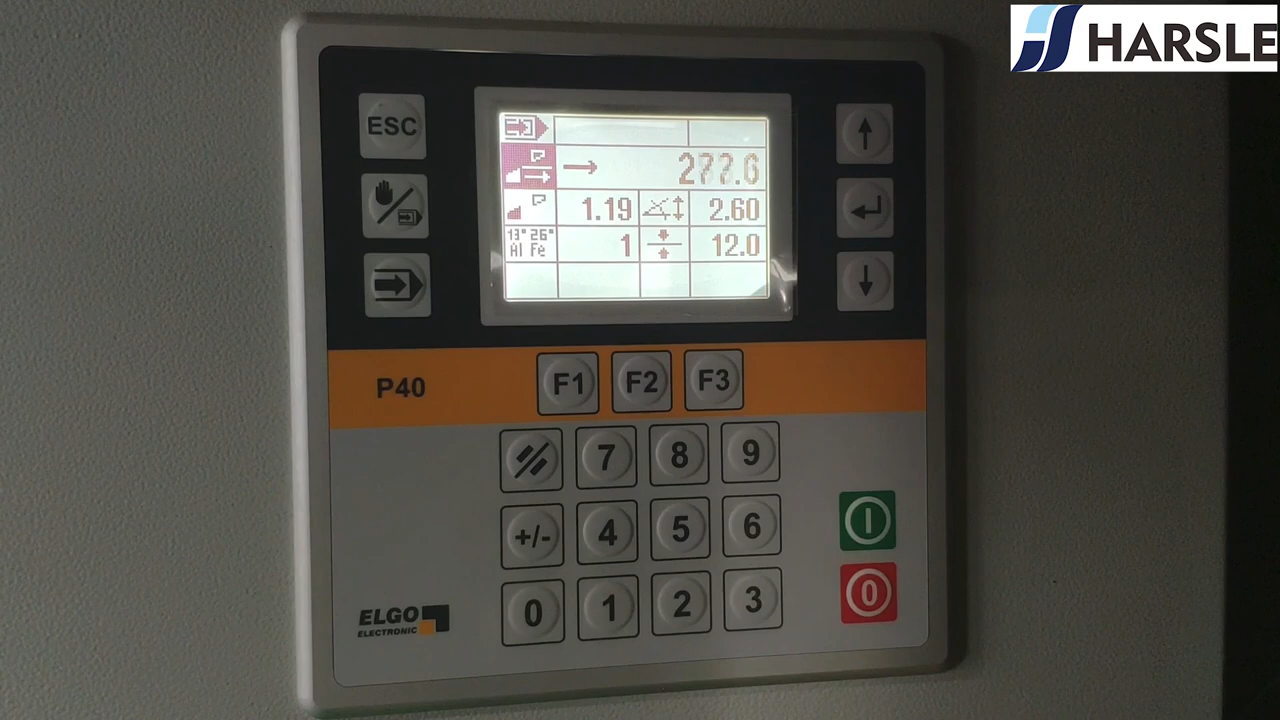 HARSLE
ESC
1.19 2.60
13° 26°
Al Fe 1 12.0
P40 F1 F2 F3
7 8 9
+/- 4 5 6
0 1 2 3
I
0
ELGO
ELECTRONIC